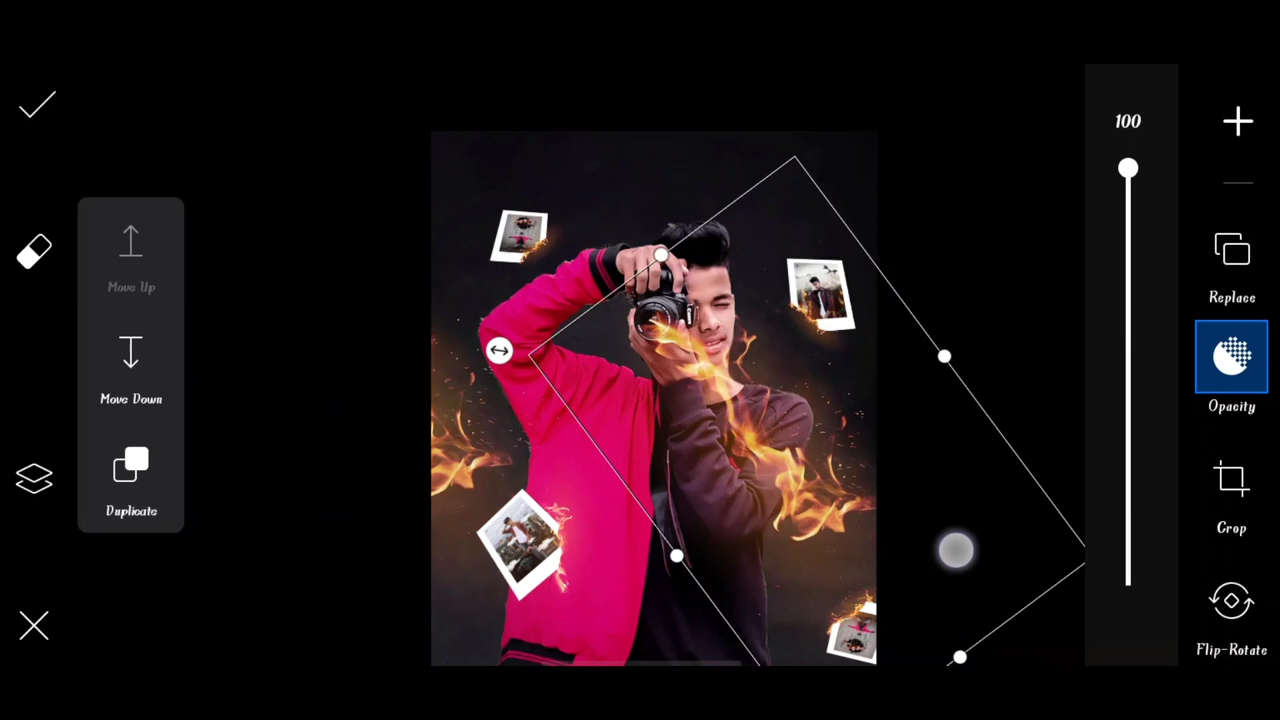 Move Up
Move Down
Duplicate
100
Replace
Opacity
Crop
Flip-Rotate